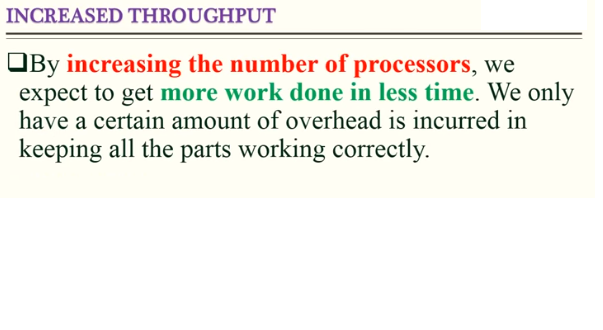 INCREASED THROUGHPUT
❑By increasing the number of processors, we
expect to get more work done in less time. We only
have a certain amount of overhead is incurred in
keeping all the parts working correctly.